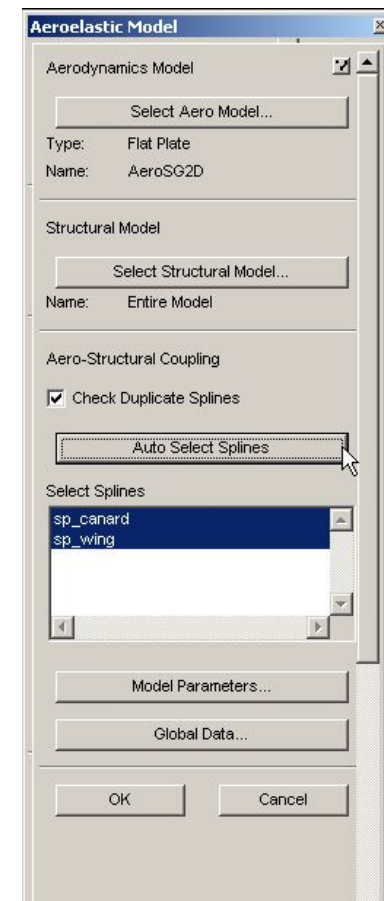 Aeroelastic Model
Aerodynamics Model
Select Aero Model...
Type: Flat Plate
Name: AeroSG2D
Structural Model
Select Structural Model...
Name: Entire Model
Aero-Structural Coupling
Check Duplicate Splines
Auto Select Splines
Select Splines
sp_canard
sp_wing
Model Parameters...
Global Data...
OK Cancel